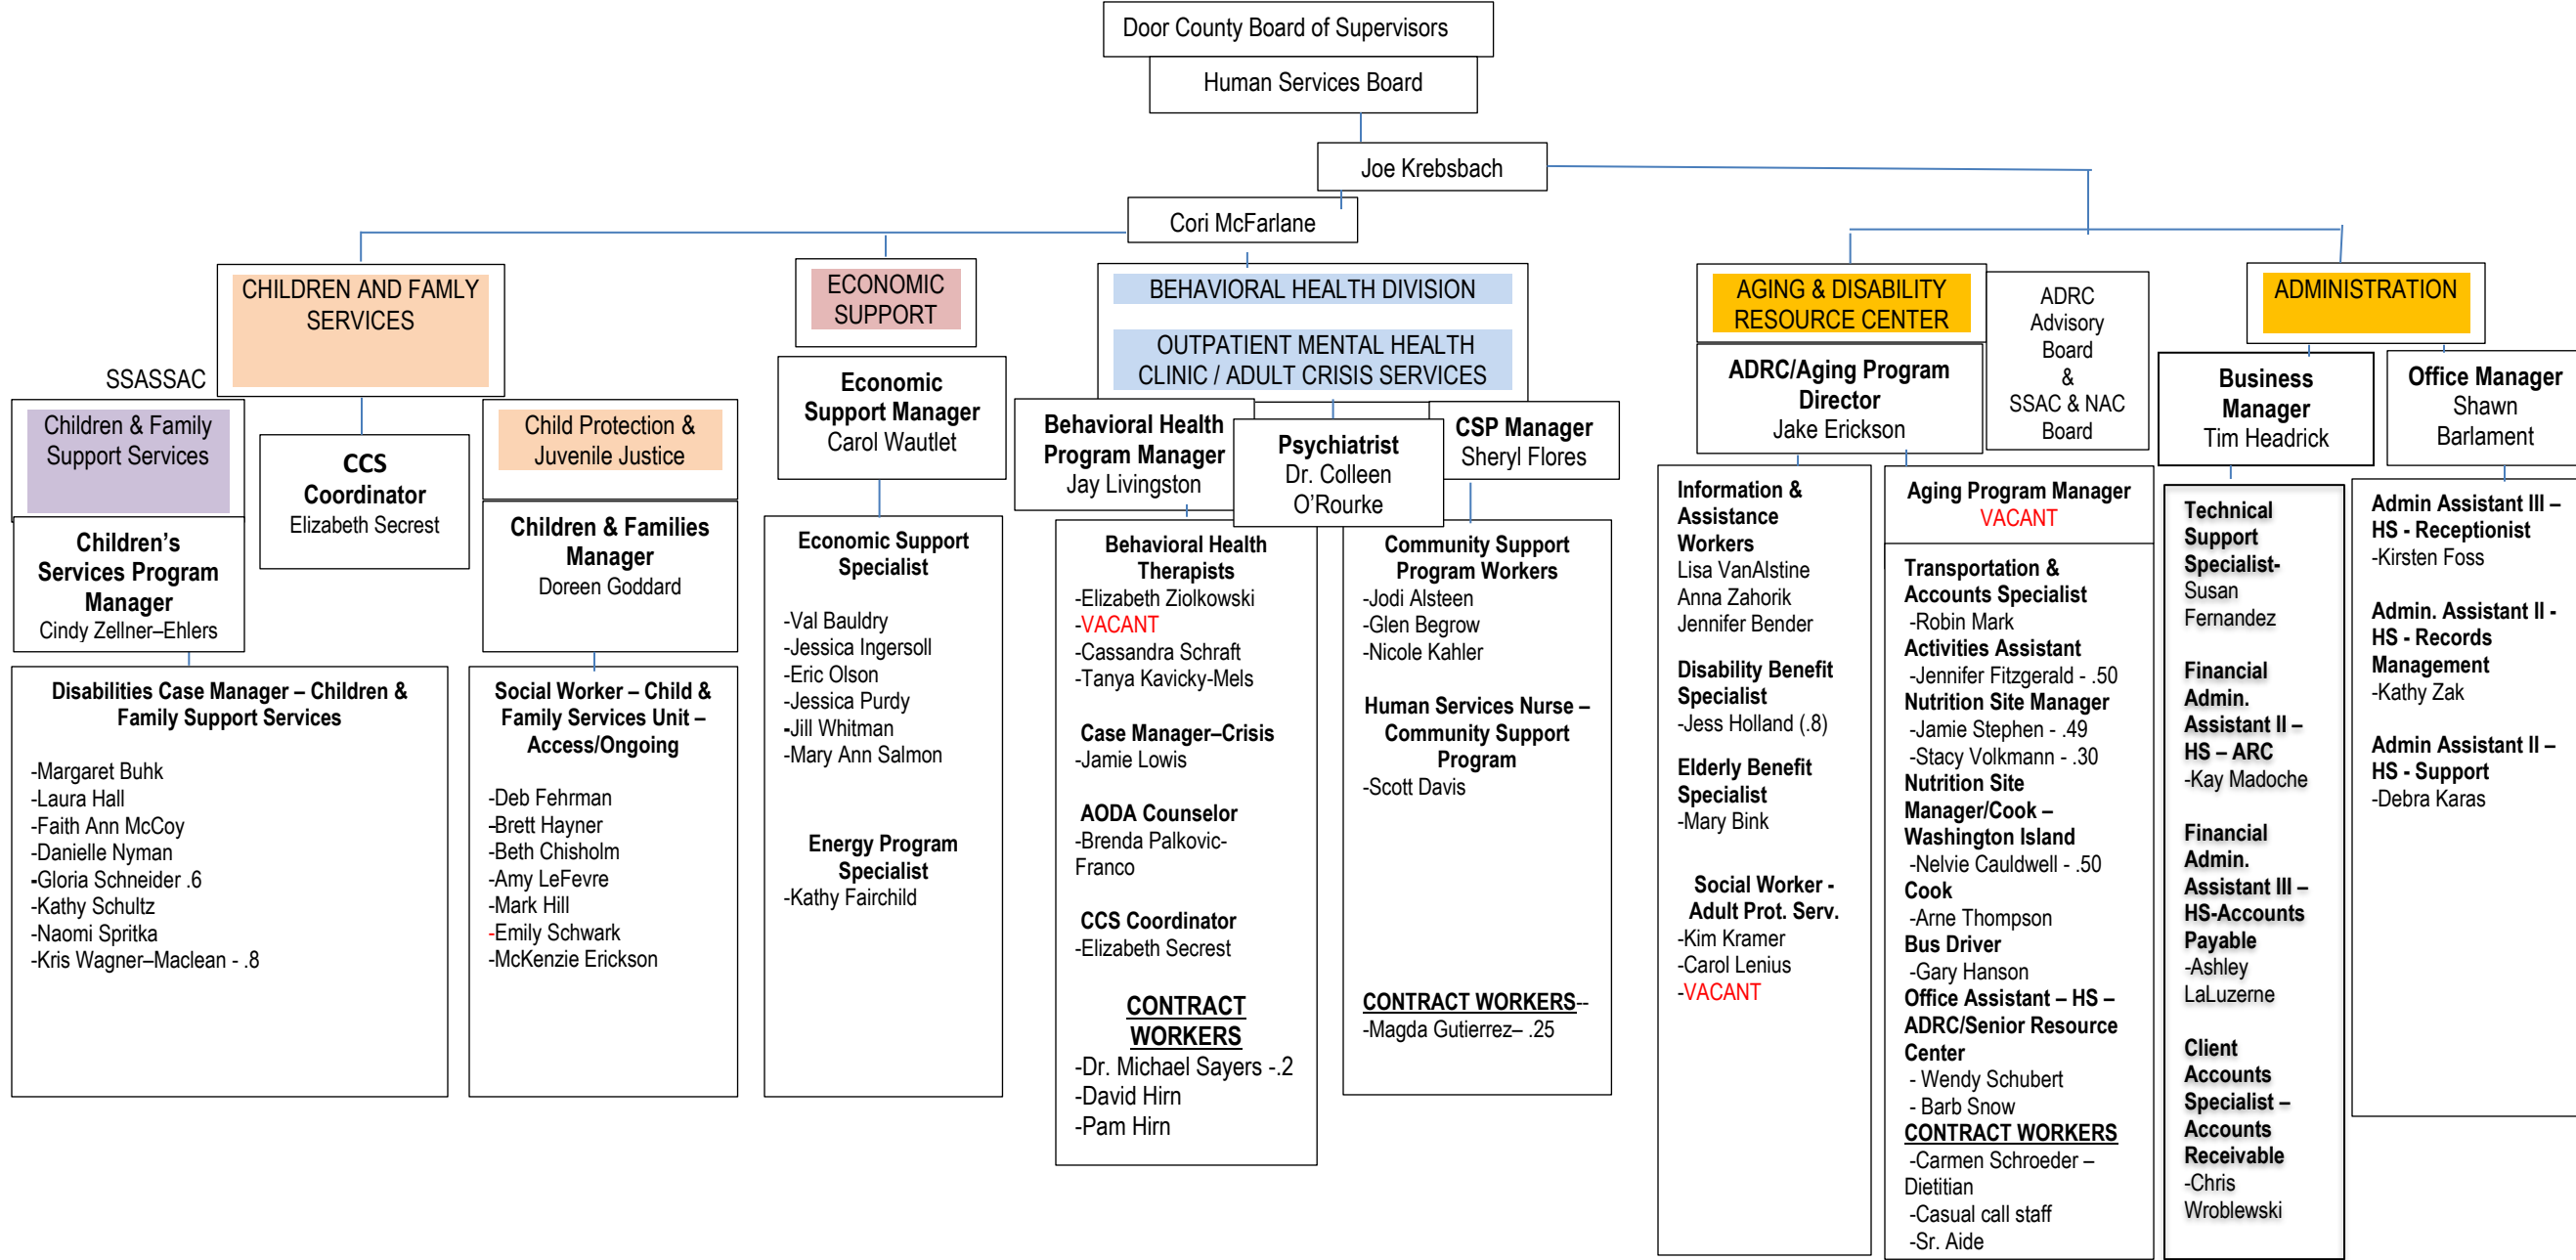 Door County Board of Supervisors
Human Services Board
Joe Krebsbach
Cori McFarlane
CHILDREN AND FAMLY
SERVICES
SSASSAC
Children & Family
Support Services
Children’s
Services Program
Manager
Cindy Zellner–Ehlers
CCS
Coordinator
Elizabeth Secrest
Child Protection &
Juvenile Justice
Children & Families
Manager
Doreen Goddard
Disabilities Case Manager – Children &
Family Support Services
-Margaret Buhk
-Laura Hall
-Faith Ann McCoy
-Danielle Nyman
-Gloria Schneider .6
-Kathy Schultz
-Naomi Spritka
-Kris Wagner–Maclean - .8
Social Worker – Child &
Family Services Unit –
Access/Ongoing
-Deb Fehrman
-Brett Hayner
-Beth Chisholm
-Amy LeFevre
-Mark Hill
-Emily Schwark
-McKenzie Erickson
ECONOMIC
SUPPORT
Economic
Support Manager
Carol Wautlet
Economic Support
Specialist
-Val Bauldry
-Jessica Ingersoll
-Eric Olson
-Jessica Purdy
-Jill Whitman
-Mary Ann Salmon
Energy Program
Specialist
-Kathy Fairchild
BEHAVIORAL HEALTH DIVISION
OUTPATIENT MENTAL HEALTH
CLINIC / ADULT CRISIS SERVICES
Behavioral Health
Program Manager
Jay Livingston
Psychiatrist
Dr. Colleen
O’Rourke
CSP Manager
Sheryl Flores
Behavioral Health
Therapists
-Elizabeth Ziolkowski
-VACANT
-Cassandra Schraft
-Tanya Kavicky-Mels
Case Manager–Crisis
-Jamie Lowis
AODA Counselor
-Brenda Palkovic-
Franco
CCS Coordinator
-Elizabeth Secrest
CONTRACT
WORKERS
-Dr. Michael Sayers -.2
-David Hirn
-Pam Hirn
Community Support
Program Workers
-Jodi Alsteen
-Glen Begrow
-Nicole Kahler
Human Services Nurse –
Community Support
Program
-Scott Davis
CONTRACT WORKERS--
-Magda Gutierrez– .25
AGING & DISABILITY
RESOURCE CENTER
ADRC/Aging Program
Director
Jake Erickson
ADRC
Advisory
Board
&
SSAC & NAC
Board
Information &
Assistance
Workers
Lisa VanAlstine
Anna Zahorik
Jennifer Bender
Disability Benefit
Specialist
-Jess Holland (.8)
Elderly Benefit
Specialist
-Mary Bink
Social Worker -
Adult Prot. Serv.
-Kim Kramer
-Carol Lenius
-VACANT
Aging Program Manager
VACANT
Transportation &
Accounts Specialist
-Robin Mark
Activities Assistant
-Jennifer Fitzgerald - .50
Nutrition Site Manager
-Jamie Stephen - .49
-Stacy Volkmann - .30
Nutrition Site
Manager/Cook –
Washington Island
-Nelvie Cauldwell - .50
Cook
-Arne Thompson
Bus Driver
-Gary Hanson
Office Assistant – HS –
ADRC/Senior Resource
Center
- Wendy Schubert
- Barb Snow
CONTRACT WORKERS
-Carmen Schroeder –
Dietitian
-Casual call staff
-Sr. Aide
ADMINISTRATION
Business
Manager
Tim Headrick
Office Manager
Shawn
Barlament
Technical
Support
Specialist-
Susan
Fernandez
Financial
Admin.
Assistant II –
HS – ARC
-Kay Madoche
Financial
Admin.
Assistant III –
HS-Accounts
Payable
-Ashley
LaLuzerne
Client
Accounts
Specialist –
Accounts
Receivable
-Chris
Wroblewski
Admin Assistant III –
HS - Receptionist
-Kirsten Foss
Admin. Assistant II -
HS - Records
Management
-Kathy Zak
Admin Assistant II –
HS - Support
-Debra Karas